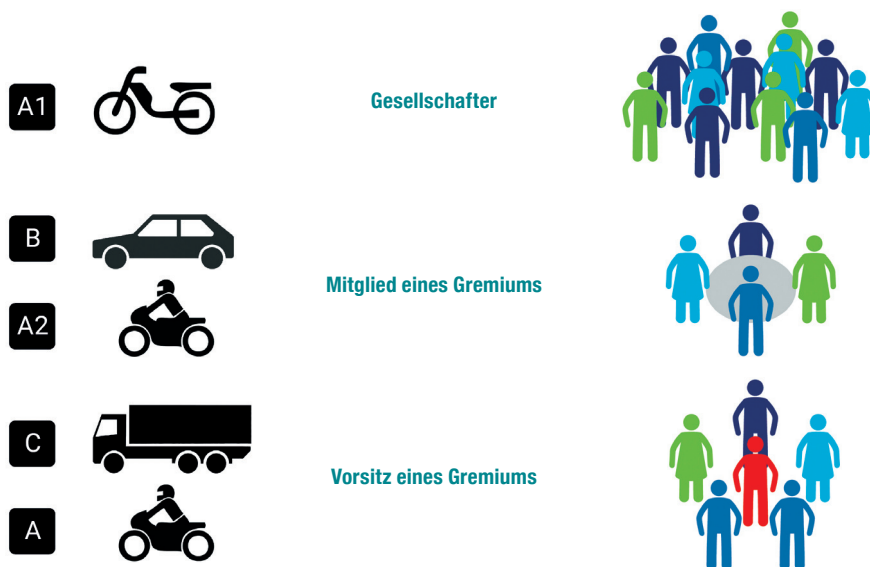 A1
Gesellschafter
B
Mitglied eines Gremiums
A2
C
Vorsitz eines Gremiums
A